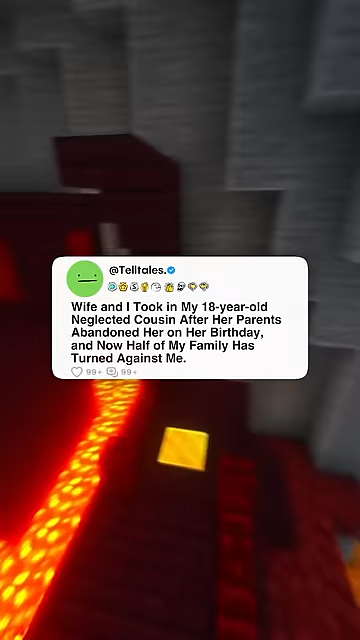 @Telltales.
Wife and I Took in My 18-year-old
Neglected Cousin After Her Parents
Abandoned Her on Her Birthday,
and Now Half of My Family Has
Turned Against Me.
99+ 99+